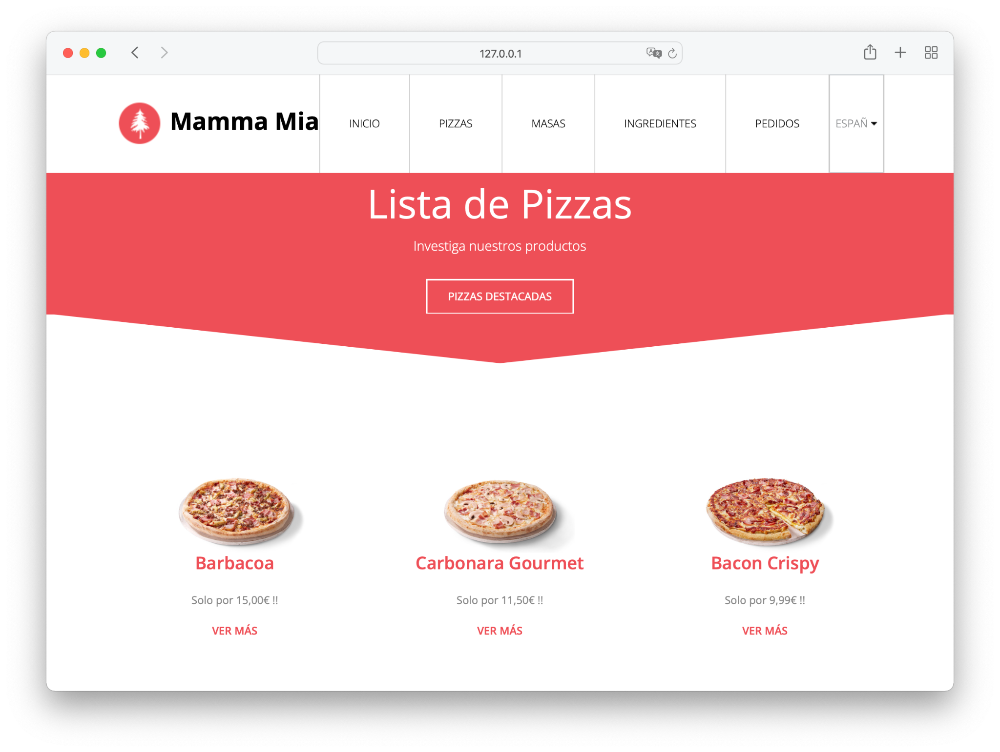 127.0.0.1
Mamma Mia
INICIO
PIZZAS
MASAS
INGREDIENTES
PEDIDOS
ESPAÑ
Lista de Pizzas
Investiga nuestros productos
PIZZAS DESTACADAS
Barbacoa
Carbonara Gourmet
Bacon Crispy
Solo por 15,00€ !!
Solo por 11,50€ !!
Solo por 9,99€ !!
VER MÁS
VER MÁS
VER MÁS